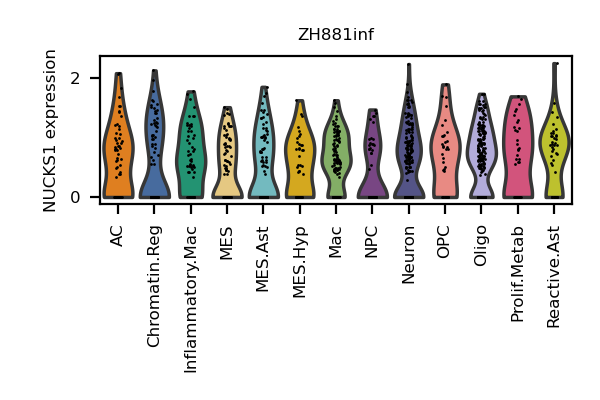 ZH881inf
NUCKS1 expression
2
0
AC
Chromatin.Reg
Inflammatory.Mac
MES
MES.Ast
MES.Hyp
Mac
NPC
Neuron
OPC
Oligo
Prolif.Metab
Reactive.Ast